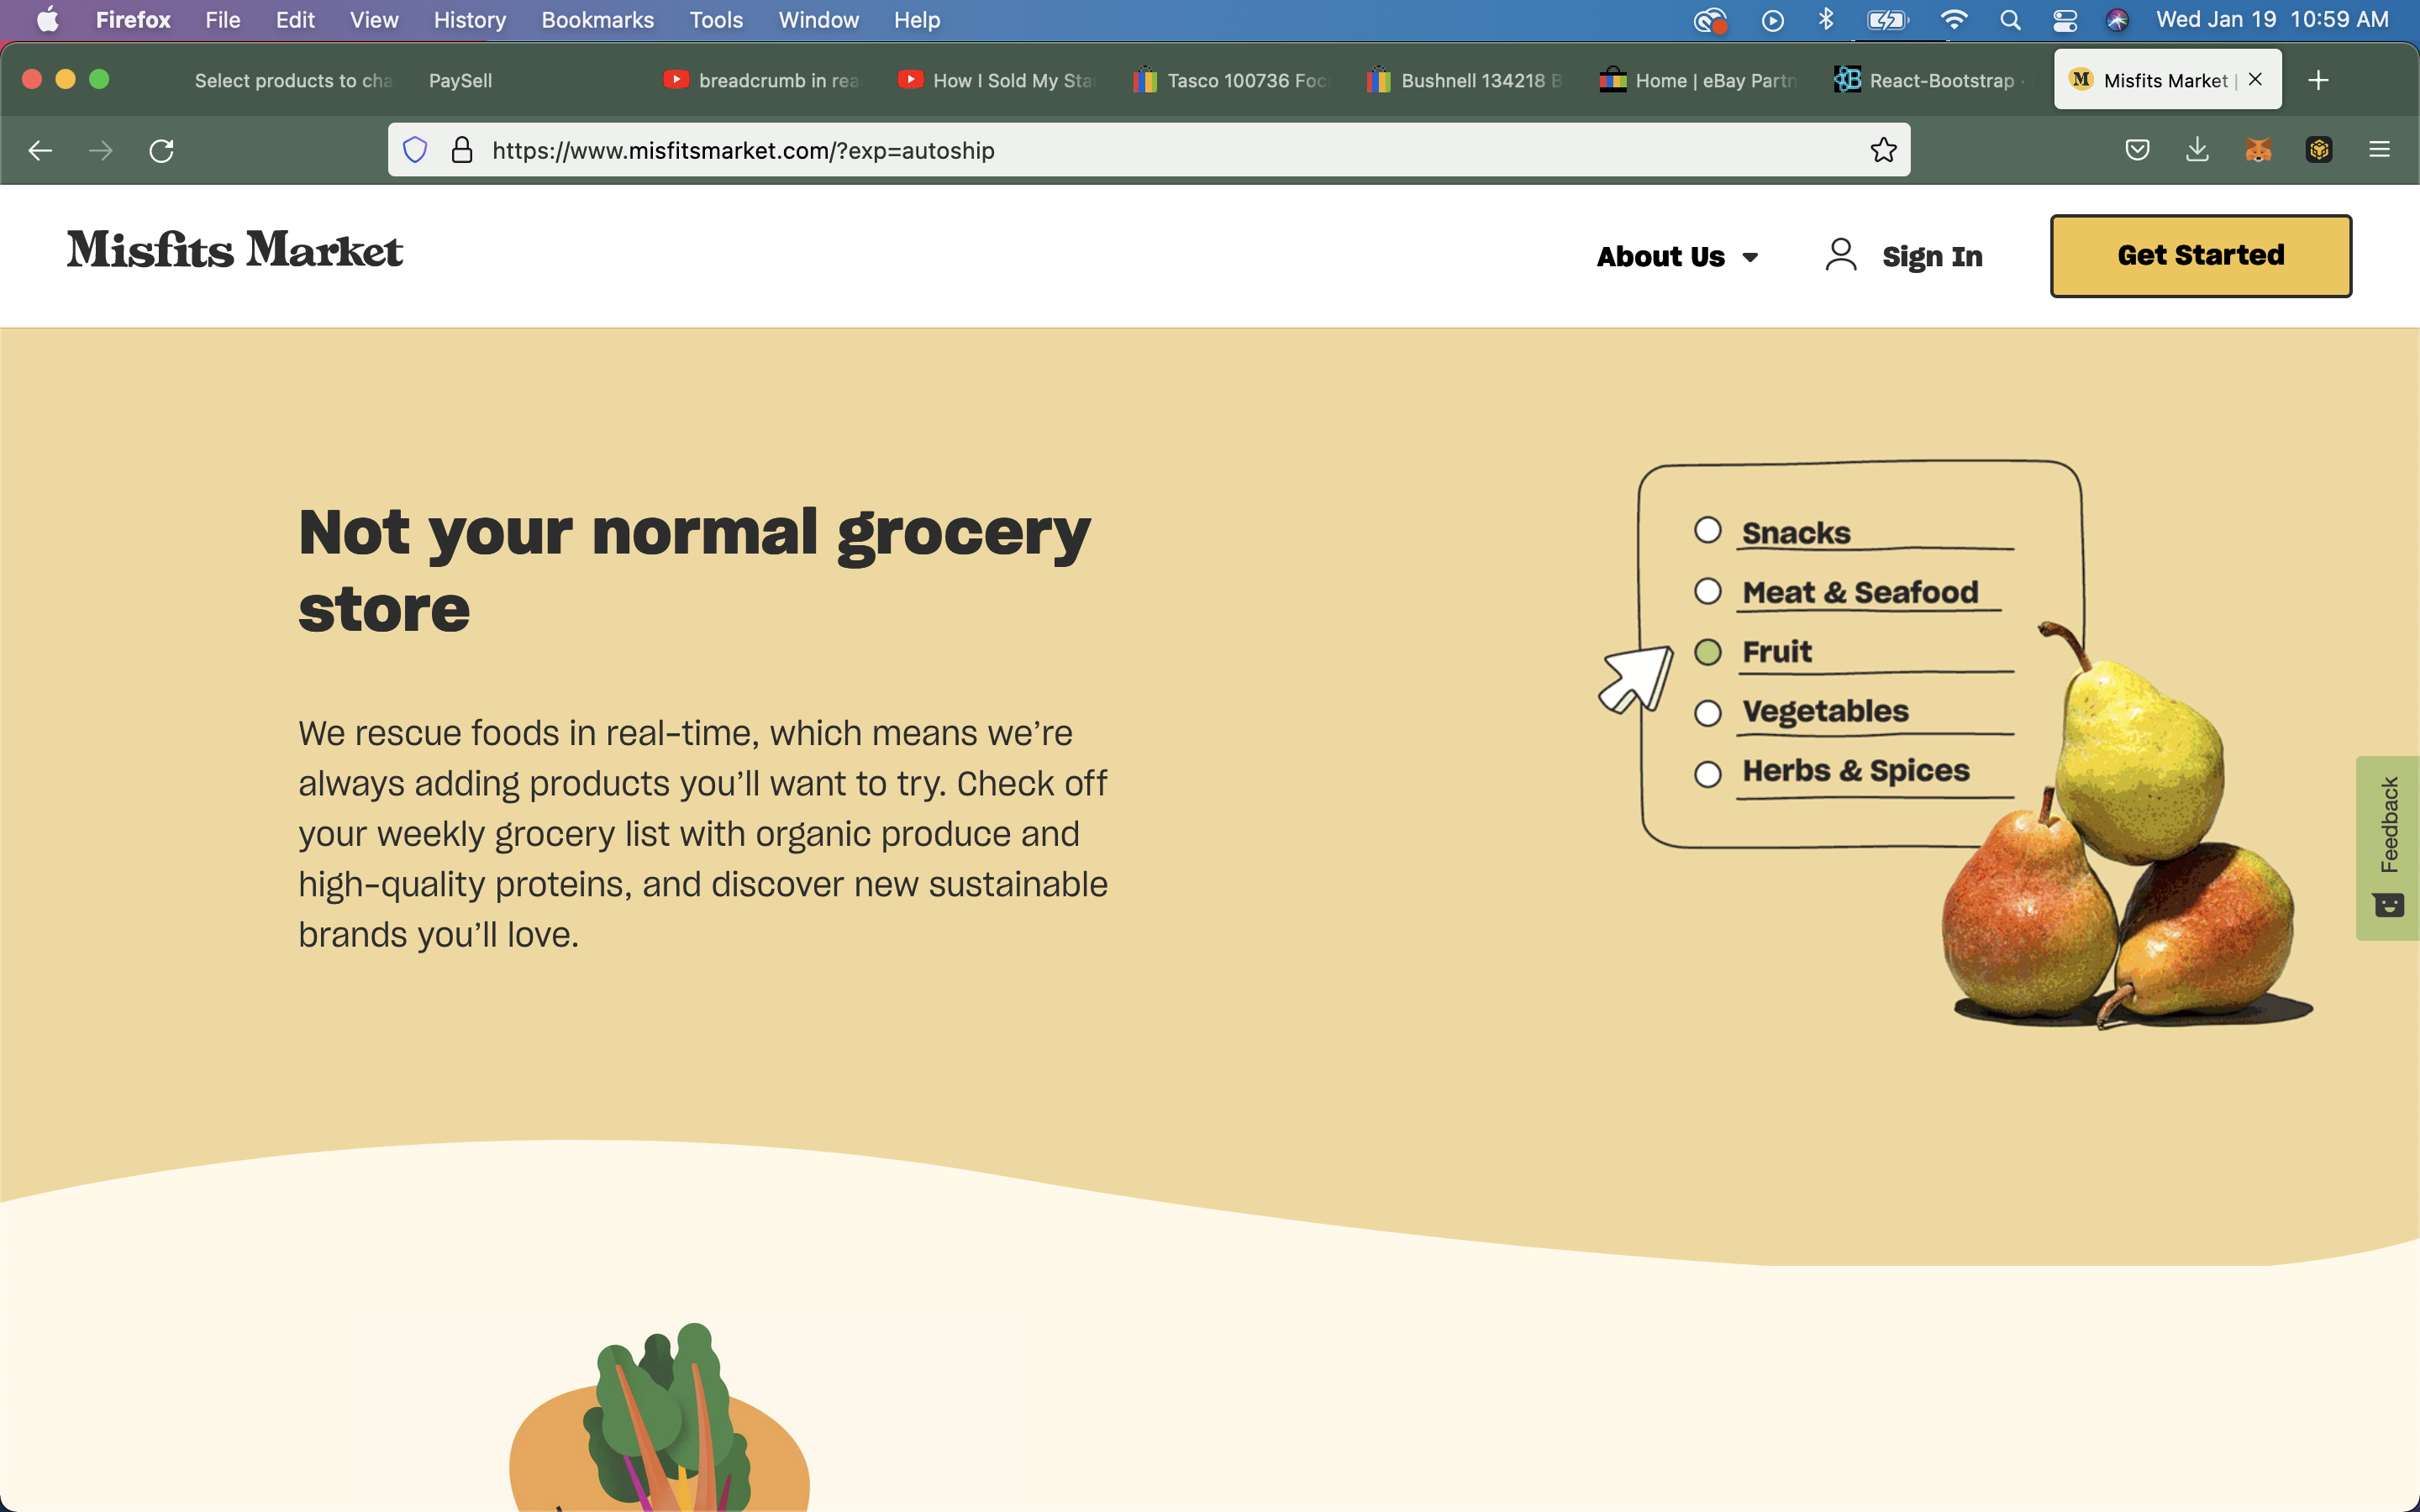 Firefox File Edit View History Bookmarks Tools Window Help Wed Jan 19 10:59 AM
Select products to cha PaySell breadcrumb in rea How I Sold My Sta Tasco 100736 Foc Bushnell 134218 B Home | eBay Partn React-Bootstrap · M Misfits Market |
https://www.misfitsmarket.com/?exp=autoship
Misfits Market About Us Sign In Get Started
Not your normal grocery
store
We rescue foods in real-time, which means we’re
always adding products you’ll want to try. Check off
your weekly grocery list with organic produce and
high-quality proteins, and discover new sustainable
brands you’ll love.
Snacks
Meat & Seafood
Fruit
Vegetables
Herbs & Spices
Feedback